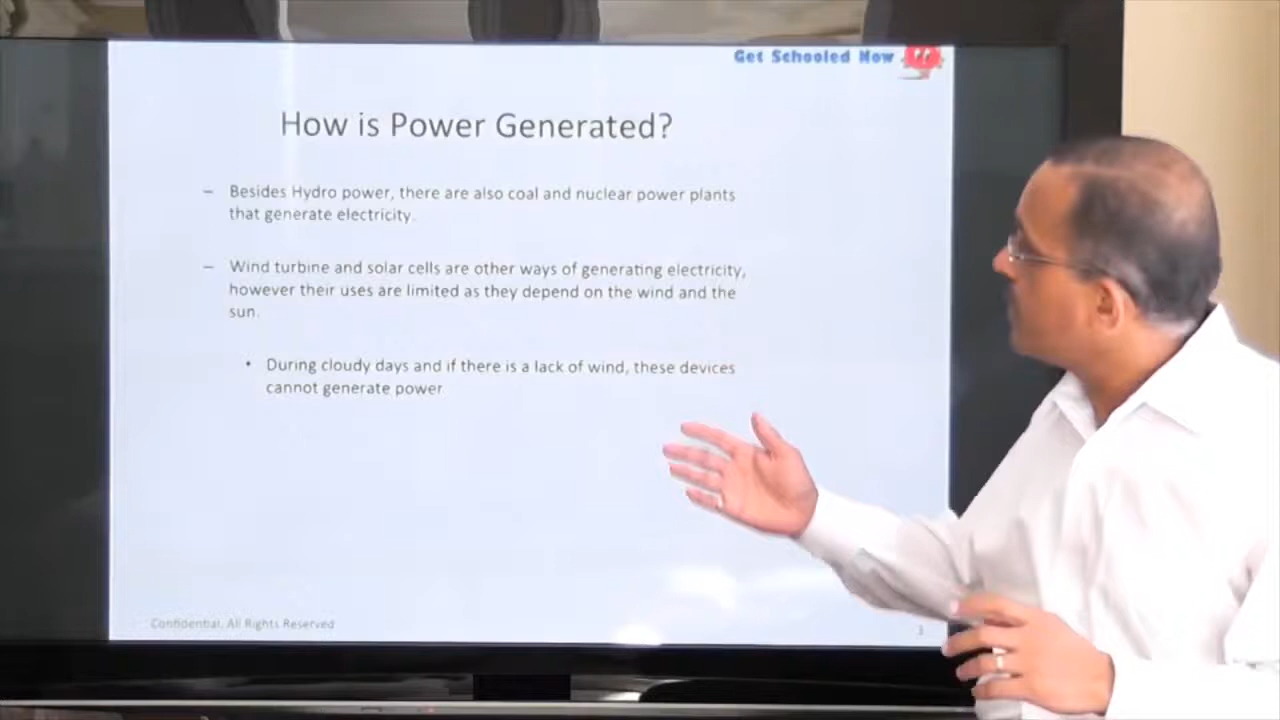 Get Schooled Now
How is Power Generated?
– Besides Hydro power, there are also coal and nuclear power plants
that generate electricity.
– Wind turbine and solar cells are other ways of generating electricity,
however their uses are limited as they depend on the wind and the
sun.
• During cloudy days and if there is a lack of wind, these devices
cannot generate power
Confidential. All Rights Reserved
3